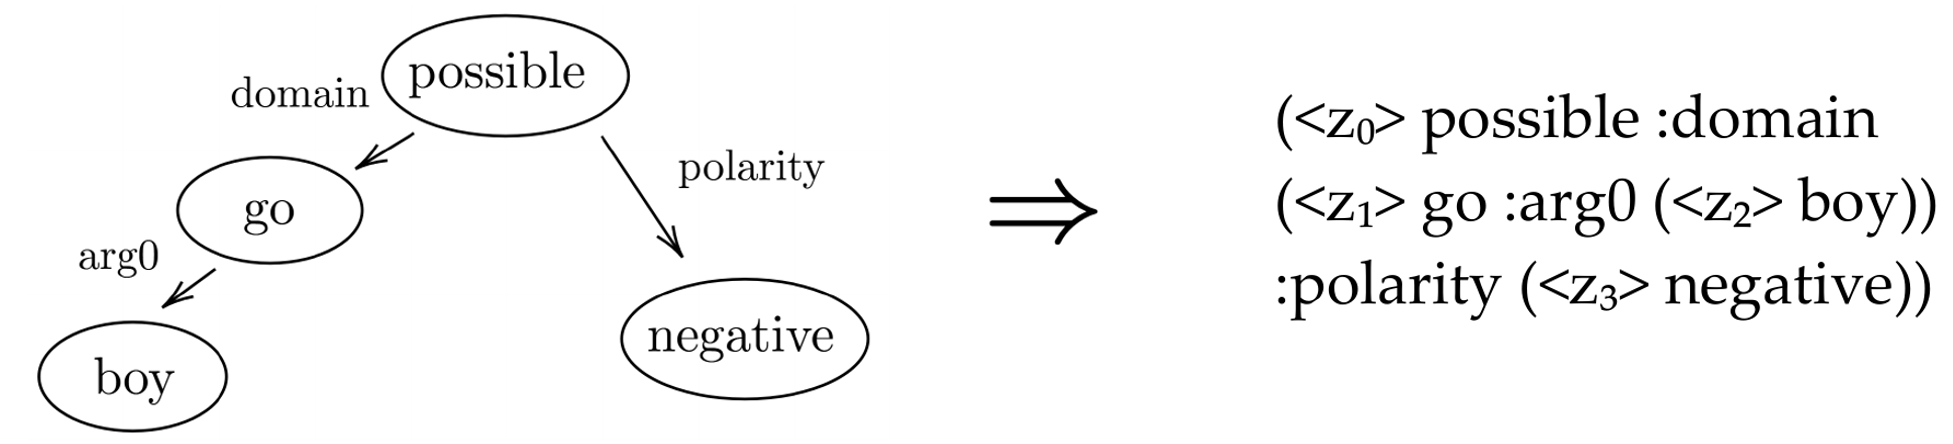 possible
domain
polarity
go
arg0
boy
negative
(<z₀> possible :domain
(<z₁> go :arg0 (<z₂> boy))
:polarity (<z₃> negative))